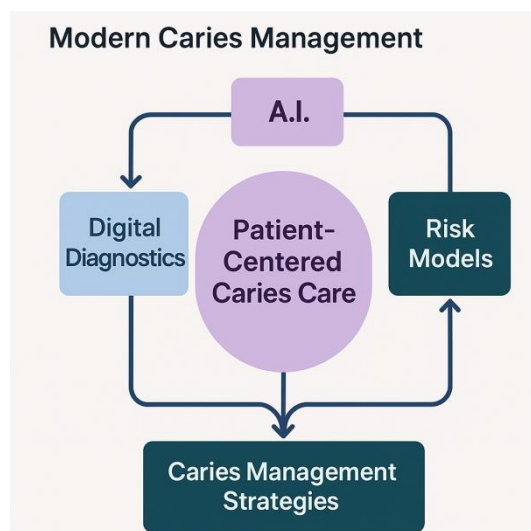 Modern Caries Management
A.I.
Digital
Diagnostics
Patient-
Centered
Caries Care
Risk
Models
Caries Management
Strategies